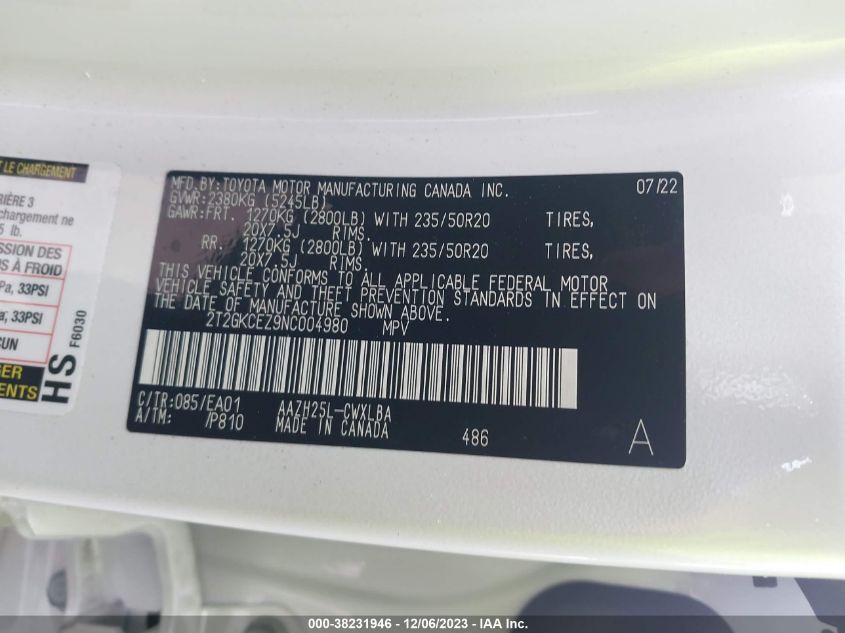 T LE CHARGEMENT
RIÈRE 3
chargement ne
5 lb.
SSION DES
S À FROID
Pa, 33PSI
a, 33PSI
CUN
GER
EMENTS
HS F6030
MFD.BY:TOYOTA MOTOR MANUFACTURING CANADA INC. 07/22
GVWR:2380KG (5245LB)
GAWR:FRT. 1270KG (2800LB) WITH 235/50R20 TIRES,
20X7.5J RIMS.
RR. 1270KG (2800LB) WITH 235/50R20 TIRES,
20X7.5J RIMS.
THIS VEHICLE CONFORMS TO ALL APPLICABLE FEDERAL MOTOR
VEHICLE SAFETY AND THEFT PREVENTION STANDARDS IN EFFECT ON
THE DATE OF MANUFACTURE SHOWN ABOVE.
2T2GKCEZ9NC004980 MPV
C/TR:085/EA01 AAZH25L-CWXLBA
A/TM: /P810 MADE IN CANADA 486 A
000-38231946 - 12/06/2023 - IAA Inc.